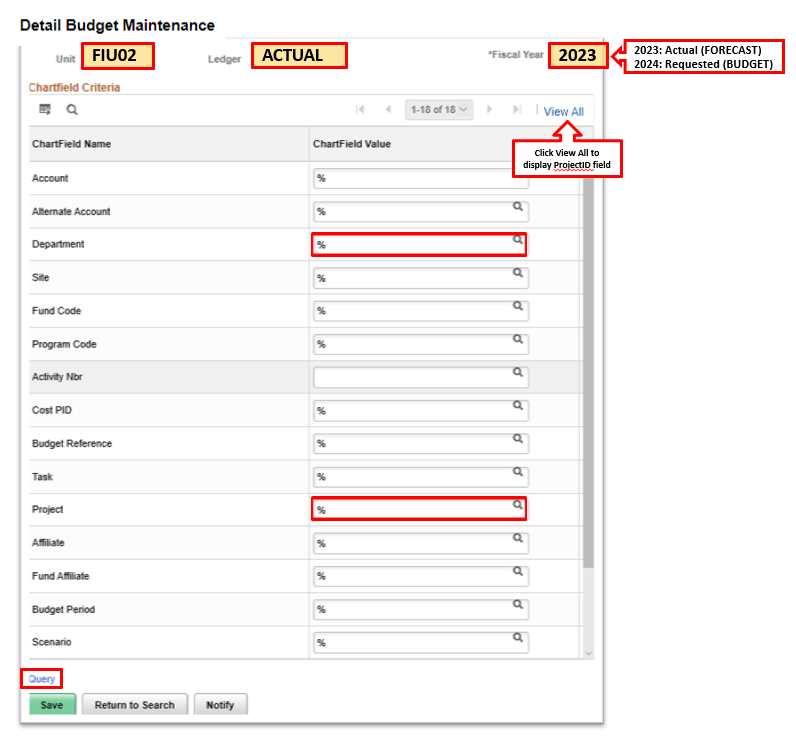 Detail Budget Maintenance
Unit FIU02 Ledger ACTUAL *Fiscal Year 2023
2023: Actual (FORECAST)
2024: Requested (BUDGET)
Chartfield Criteria
1-18 of 18 View All
Click View All to
display ProjectID field
ChartField Name ChartField Value
Account %
Alternate Account %
Department %
Site %
Fund Code %
Program Code %
Activity Nbr
Cost PID %
Budget Reference %
Task %
Project %
Affiliate %
Fund Affiliate %
Budget Period %
Scenario %
Query
Save Return to Search Notify